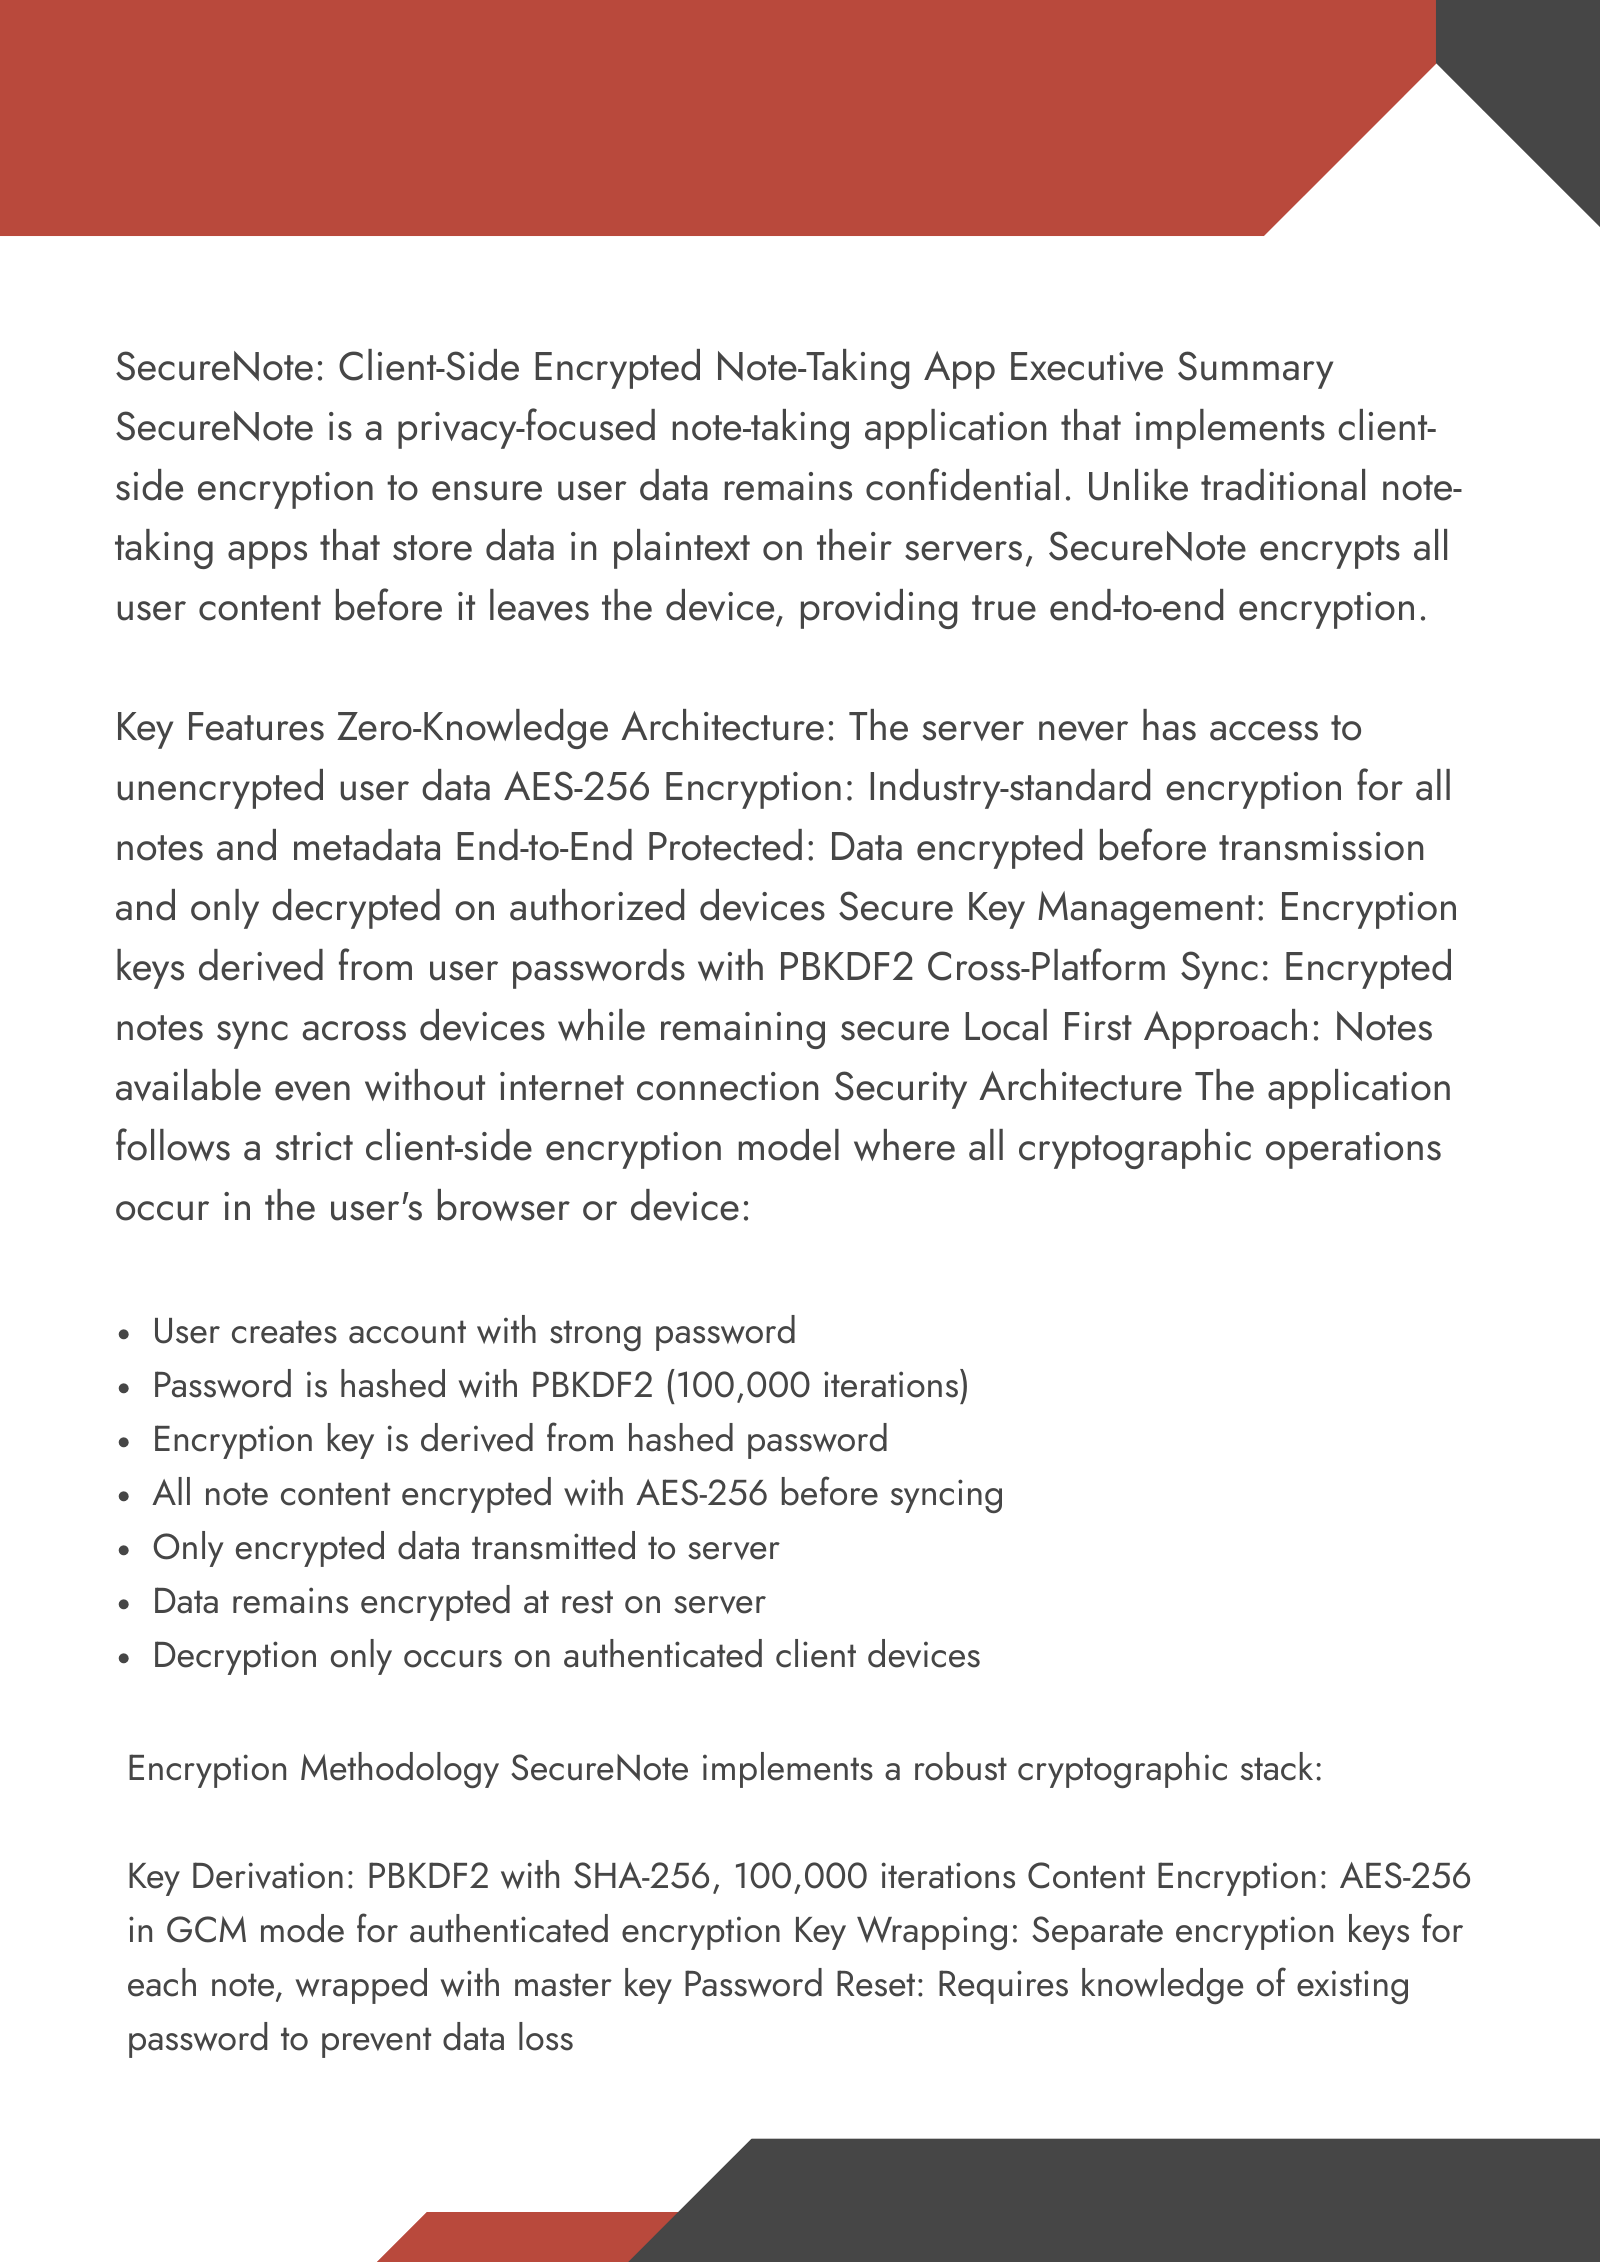 SecureNote: Client-Side Encrypted Note-Taking App Executive Summary
SecureNote is a privacy-focused note-taking application that implements client-
side encryption to ensure user data remains confidential. Unlike traditional note-
taking apps that store data in plaintext on their servers, SecureNote encrypts all
user content before it leaves the device, providing true end-to-end encryption.
Key Features Zero-Knowledge Architecture: The server never has access to
unencrypted user data AES-256 Encryption: Industry-standard encryption for all
notes and metadata End-to-End Protected: Data encrypted before transmission
and only decrypted on authorized devices Secure Key Management: Encryption
keys derived from user passwords with PBKDF2 Cross-Platform Sync: Encrypted
notes sync across devices while remaining secure Local First Approach: Notes
available even without internet connection Security Architecture The application
follows a strict client-side encryption model where all cryptographic operations
occur in the user's browser or device:
• User creates account with strong password
• Password is hashed with PBKDF2 (100,000 iterations)
• Encryption key is derived from hashed password
• All note content encrypted with AES-256 before syncing
• Only encrypted data transmitted to server
• Data remains encrypted at rest on server
• Decryption only occurs on authenticated client devices
Encryption Methodology SecureNote implements a robust cryptographic stack:
Key Derivation: PBKDF2 with SHA-256, 100,000 iterations Content Encryption: AES-256
in GCM mode for authenticated encryption Key Wrapping: Separate encryption keys for
each note, wrapped with master key Password Reset: Requires knowledge of existing
password to prevent data loss